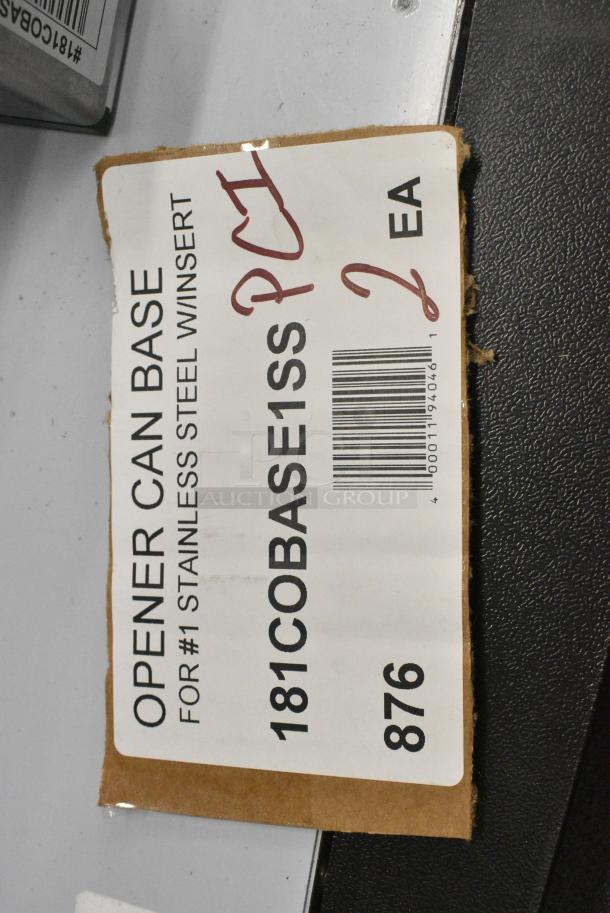 OPENER CAN BASE
FOR #1 STAINLESS STEEL W/INSERT
181COBASE1SS
PCI
876
4 00011 94046 1
2 EA
#181COBAS
PCI
AUCTION GROUP